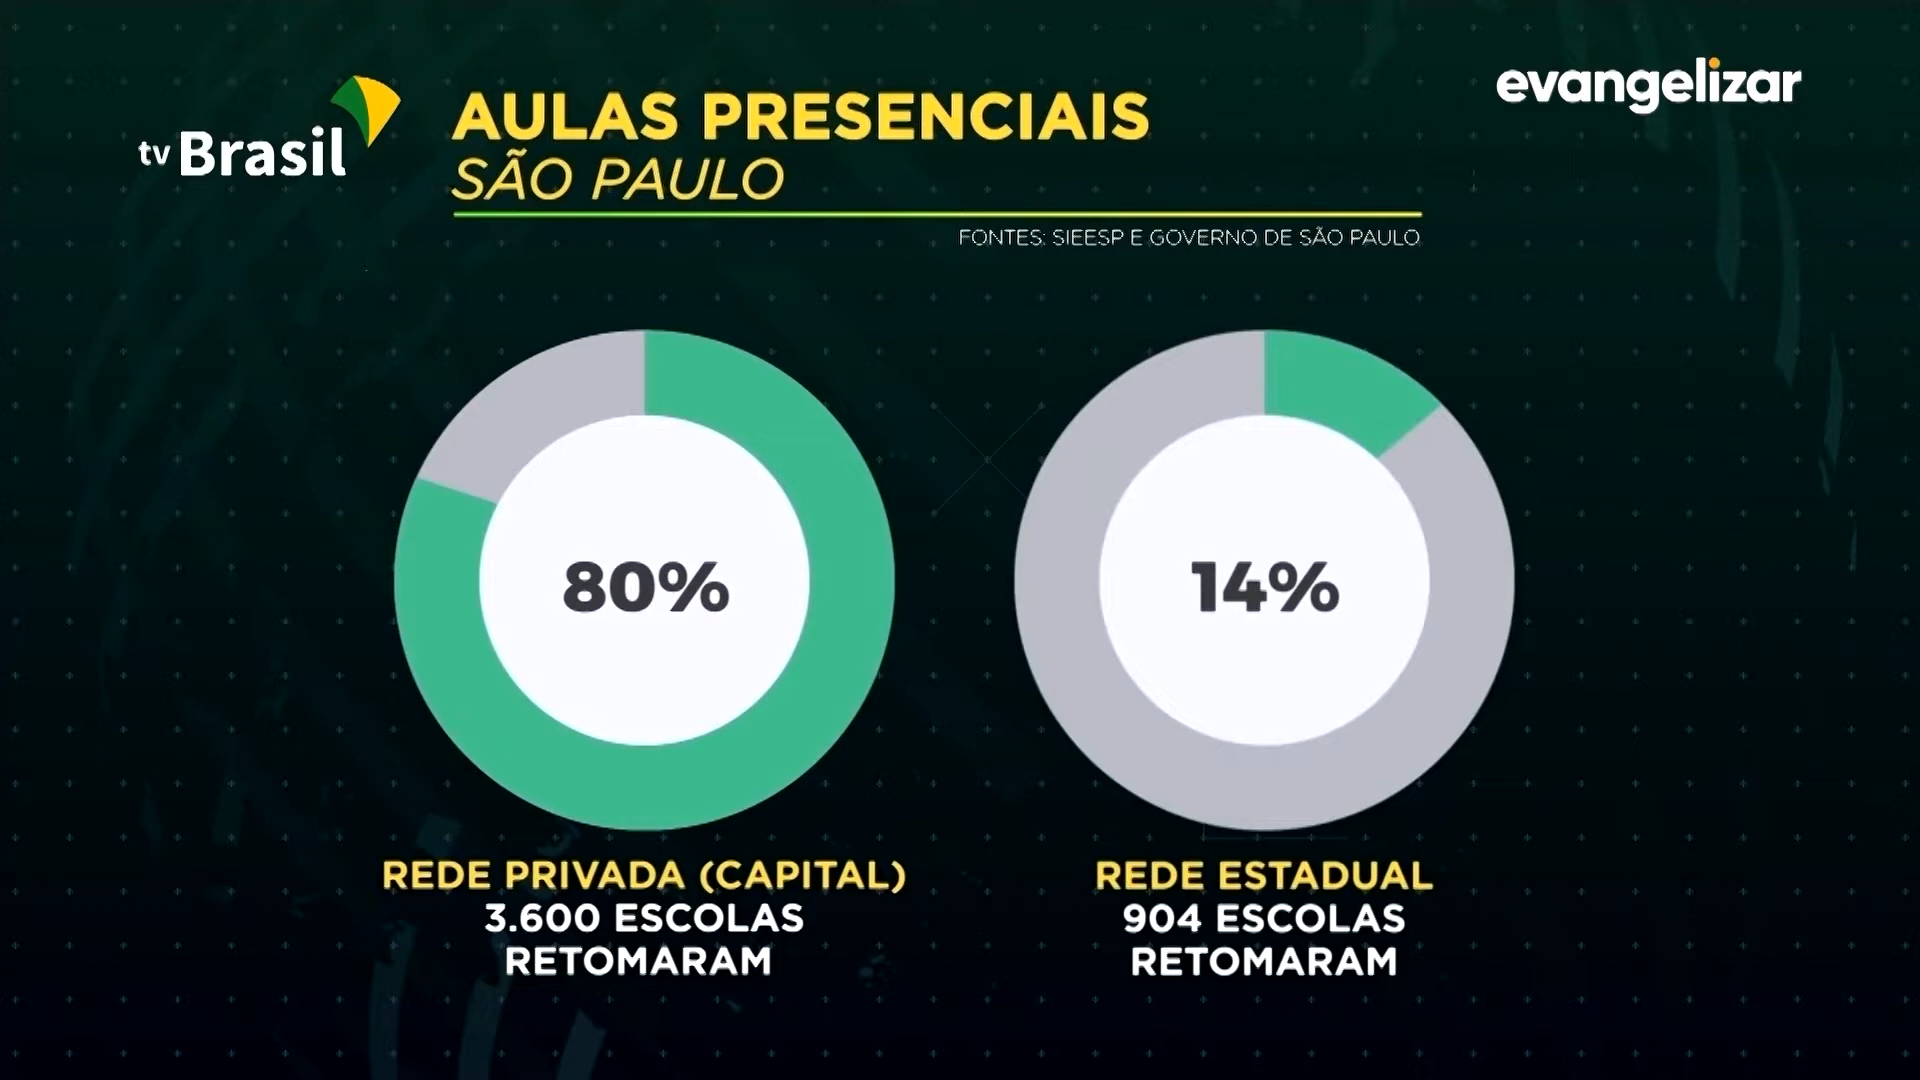 tv Brasil
evangelizar
AULAS PRESENCIAIS
SÃO PAULO
FONTES: SIEESP E GOVERNO DE SÃO PAULO
80%
14%
REDE PRIVADA (CAPITAL)
3.600 ESCOLAS
RETOMARAM
REDE ESTADUAL
904 ESCOLAS
RETOMARAM